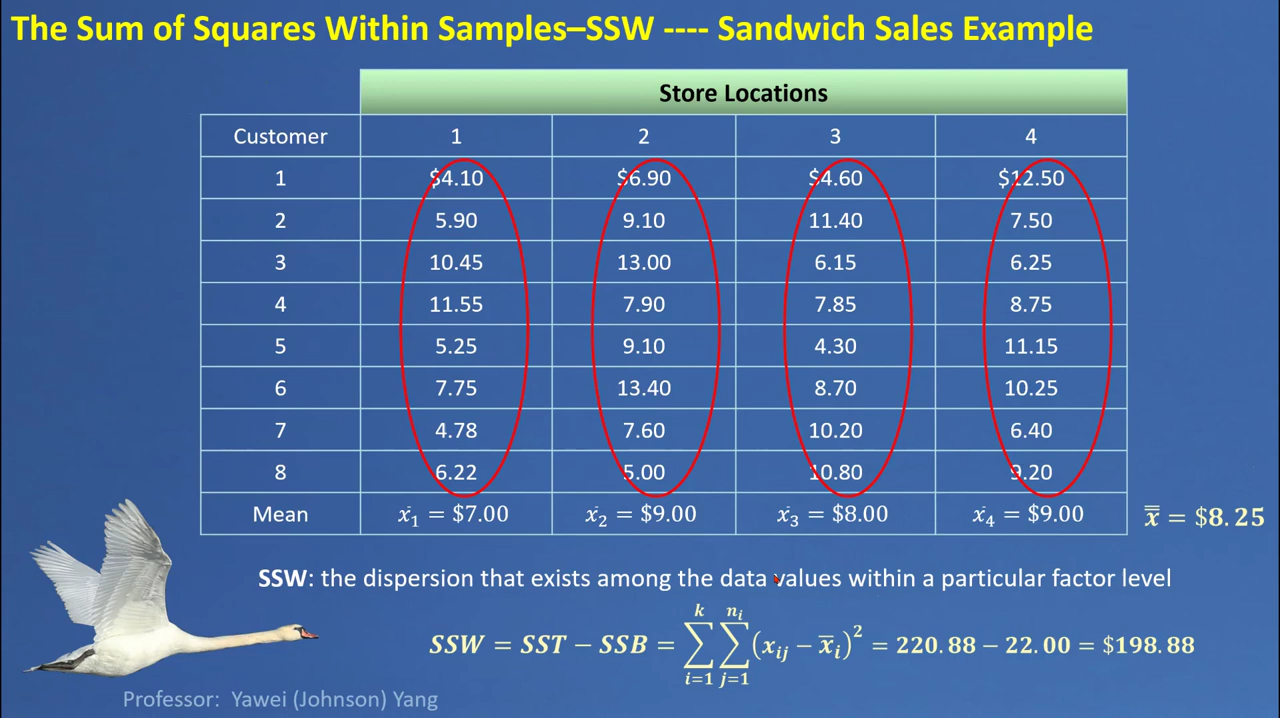 The Sum of Squares Within Samples–SSW ---- Sandwich Sales Example
Store Locations
Customer 1 2 3 4
1 $4.10 $6.90 $4.60 $12.50
2 5.90 9.10 11.40 7.50
3 10.45 13.00 6.15 6.25
4 11.55 7.90 7.85 8.75
5 5.25 9.10 4.30 11.15
6 7.75 13.40 8.70 10.25
7 4.78 7.60 10.20 6.40
8 6.22 5.00 10.80 9.20
Mean x̄₁ = $7.00 x̄₂ = $9.00 x̄₃ = $8.00 x̄₄ = $9.00 x̿ = $8.25
SSW: the dispersion that exists among the data values within a particular factor level
SSW = SST − SSB = ∑_{i=1}^{k} ∑_{j=1}^{n_i} (x_{ij} − x̄_i)² = 220.88 − 22.00 = $198.88
Professor: Yawei (Johnson) Yang